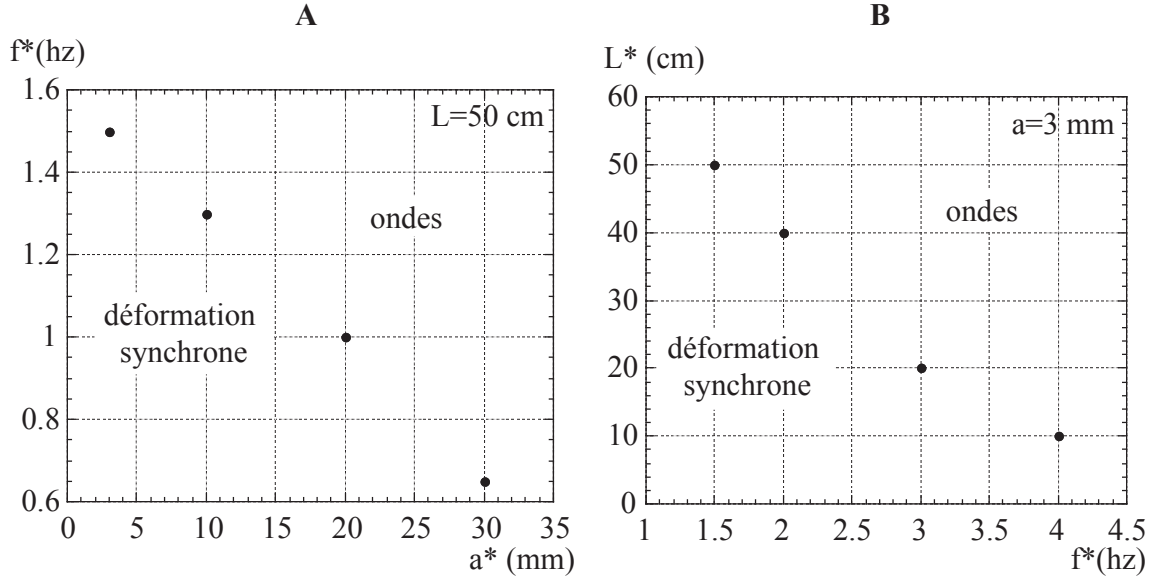 A
f*(hz)
1.6
1.4
1.2
1
0.8
0.6
L=50 cm
ondes
déformation
synchrone
0 5 10 15 20 25 30 35
a* (mm)
B
L* (cm)
60
50
40
30
20
10
0
a=3 mm
ondes
déformation
synchrone
1 1.5 2 2.5 3 3.5 4 4.5
f*(hz)